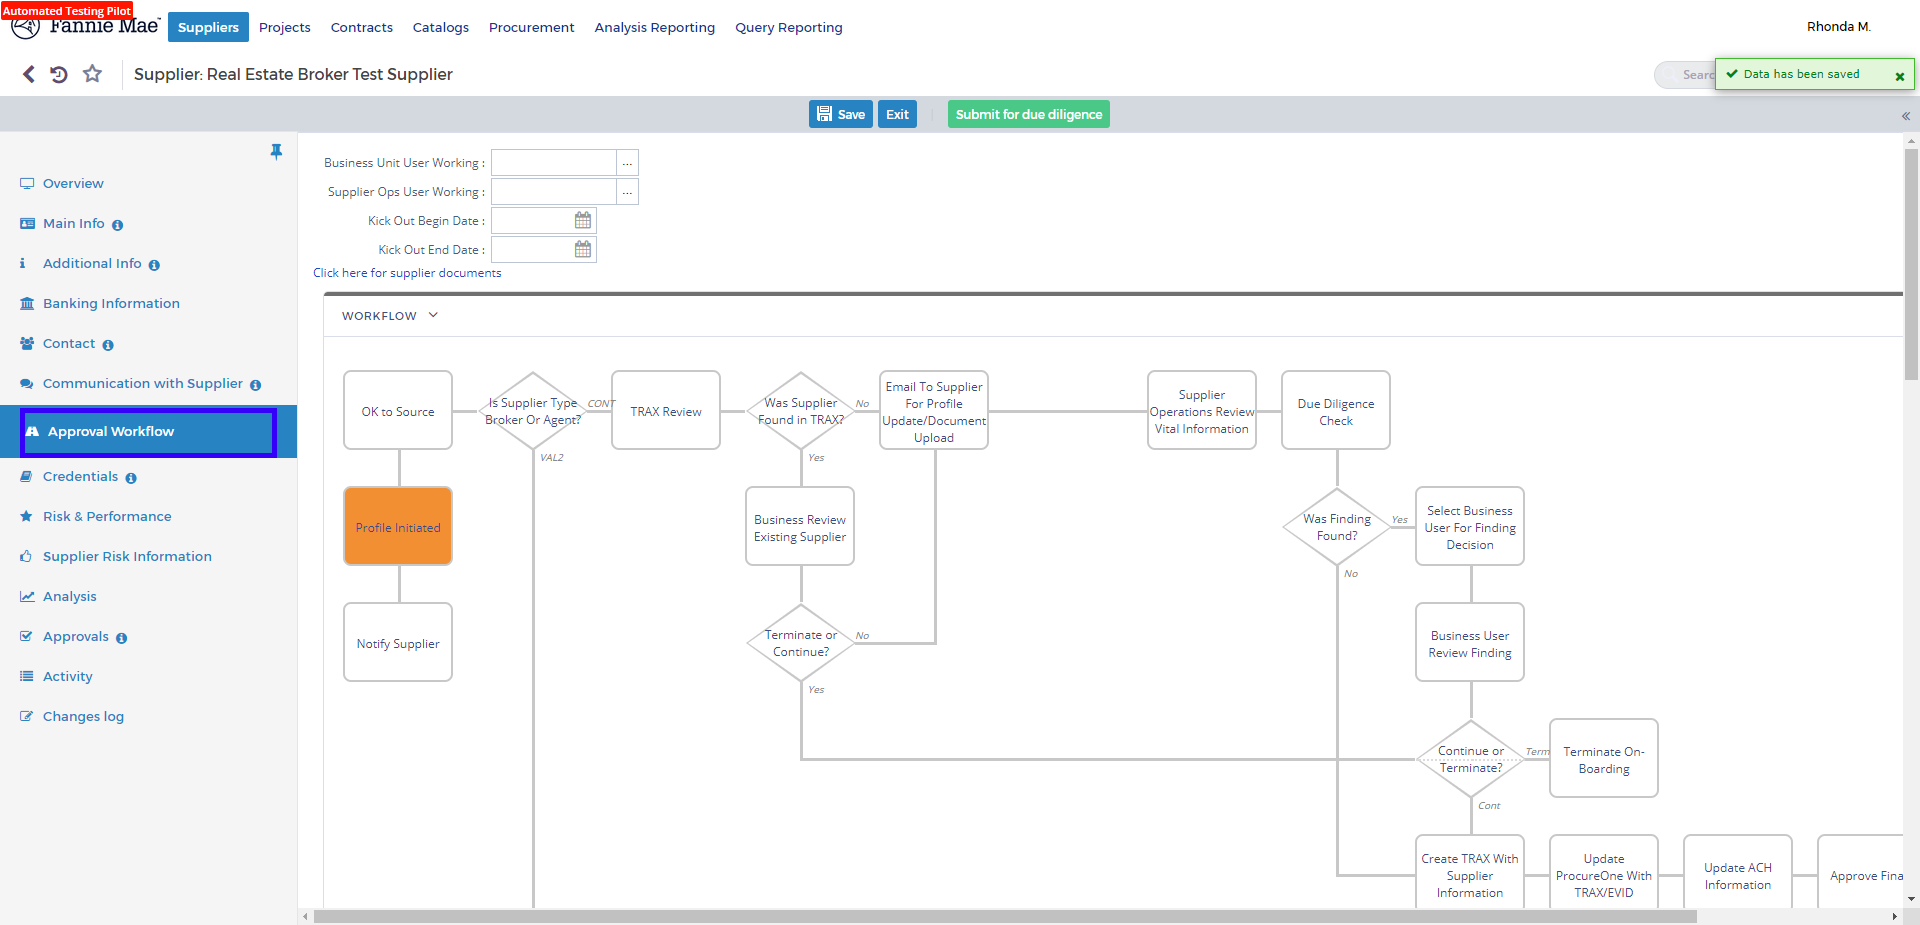 Automated Testing Pilot
Fannie Mae
Suppliers
Projects
Contracts
Catalogs
Procurement
Analysis Reporting
Query Reporting
Rhonda M.
Supplier: Real Estate Broker Test Supplier
Searc
Data has been saved
Save
Exit
Submit for due diligence
Overview
Main Info
Additional Info
Banking Information
Contact
Communication with Supplier
Approval Workflow
Credentials
Risk & Performance
Supplier Risk Information
Analysis
Approvals
Activity
Changes log
Business Unit User Working :
...
Supplier Ops User Working :
...
Kick Out Begin Date :
Kick Out End Date :
Click here for supplier documents
WORKFLOW
OK to Source
Is Supplier Type
Broker Or Agent?
CONT
VAL2
TRAX Review
Was Supplier
Found in TRAX?
No
Yes
Email To Supplier
For Profile
Update/Document
Upload
Supplier
Operations Review
Vital Information
Due Diligence
Check
Profile Initiated
Business Review
Existing Supplier
Was Finding
Found?
Yes
No
Select Business
User For Finding
Decision
Notify Supplier
Terminate or
Continue?
No
Yes
Business User
Review Finding
Continue or
Terminate?
Term
Cont
Terminate On-
Boarding
Create TRAX With
Supplier
Information
Update
ProcureOne With
TRAX/EVID
Update ACH
Information
Approve Fina